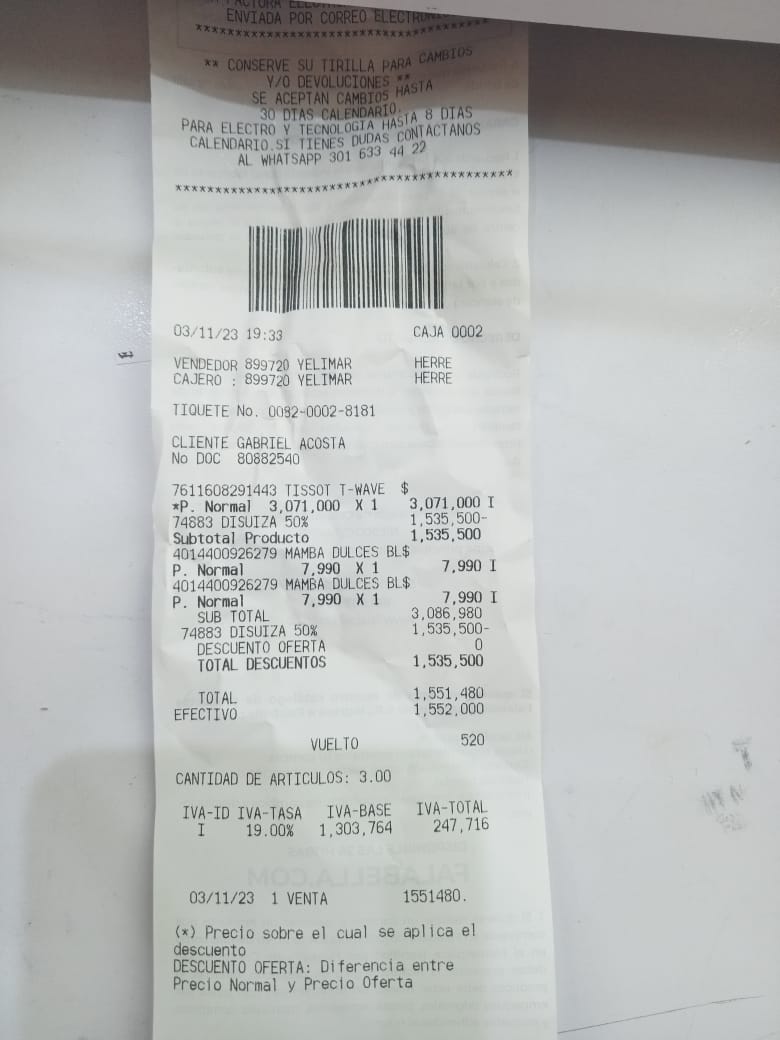 ENVIADA POR CORREO
****************************************
** CONSERVE SU TIRILLA PARA CAMBIOS
Y/O DEVOLUCIONES **
SE ACEPTAN CAMBIOS HASTA
30 DIAS CALENDARIO.
PARA ELECTRO Y TECNOLOGIA HASTA 8 DIAS
CALENDARIO.SI TIENES DUDAS CONTACTANOS
AL WHATSAPP 301 633 44 22
****************************************
03/11/23 19:33 CAJA 0002
VENDEDOR 899720 YELIMAR HERRE
CAJERO : 899720 YELIMAR HERRE
TIQUETE No. 0082-0002-8181
CLIENTE GABRIEL ACOSTA
No DOC 80882540
7611608291443 TISSOT T-WAVE $
*P. Normal 3,071,000 X 1 3,071,000 I
74883 DISUIZA 50% 1,535,500-
Subtotal Producto 1,535,500
4014400926279 MAMBA DULCES BL$
P. Normal 7,990 X 1 7,990 I
4014400926279 MAMBA DULCES BL$
P. Normal 7,990 X 1 7,990 I
SUB TOTAL 3,086,980
74883 DISUIZA 50% 1,535,500-
DESCUENTO OFERTA 0
TOTAL DESCUENTOS 1,535,500
TOTAL 1,551,480
EFECTIVO 1,552,000
VUELTO 520
CANTIDAD DE ARTICULOS: 3.00
IVA-ID IVA-TASA IVA-BASE IVA-TOTAL
I 19.00% 1,303,764 247,716
FALABELLA.COM
03/11/23 1 VENTA 1551480.
(*) Precio sobre el cual se aplica el
descuento
DESCUENTO OFERTA: Diferencia entre
Precio Normal y Precio Oferta